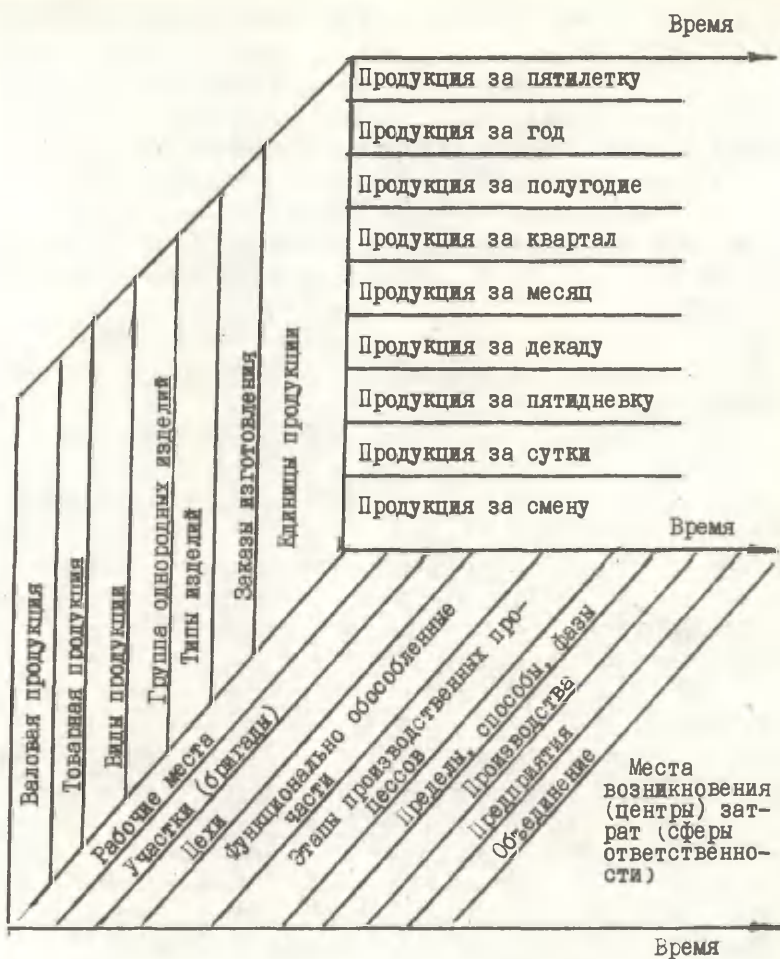 Время
Продукция за пятилетку
Продукция за год
Продукция за полугодие
Продукция за квартал
Продукция за месяц
Продукция за декаду
Продукция за пятидневку
Продукция за сутки
Продукция за смену
Время
Валовая продукция
Товарная продукция
Виды продукции
Группа однородных изделий
Типы изделий
Заказы изготовления
Единицы продукции
Рабочие места
Участки (бригады)
Цехи
Функционально обособленные
части
Этапы производственных про-
цессов
Пределы, способы, фазы
Производства
Предприятия
Объединение
Места
возникновения
(центры) зат-
рат (сферы
ответственно-
сти)
Время